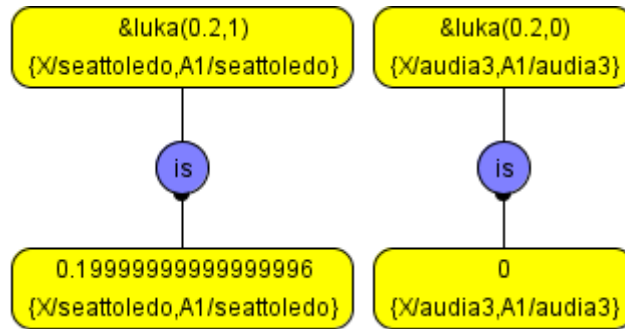 &luka(0.2,1)
{X/seattoledo,A1/seattoledo}
is
0.19999999999999996
{X/seattoledo,A1/seattoledo}
&luka(0.2,0)
{X/audia3,A1/audia3}
is
0
{X/audia3,A1/audia3}